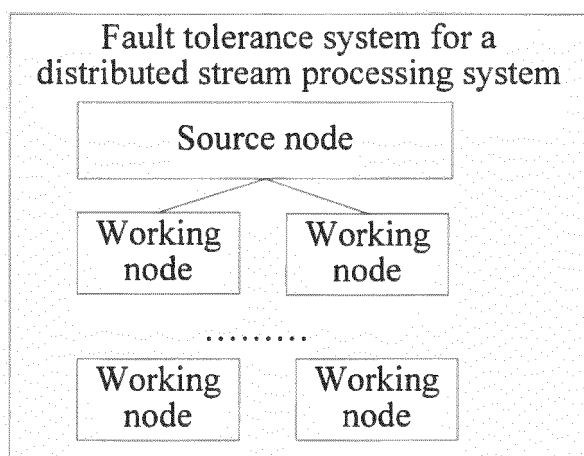 Fault tolerance system for a
distributed stream processing system
Source node
Working
node
Working
node
.........
Working
node
Working
node